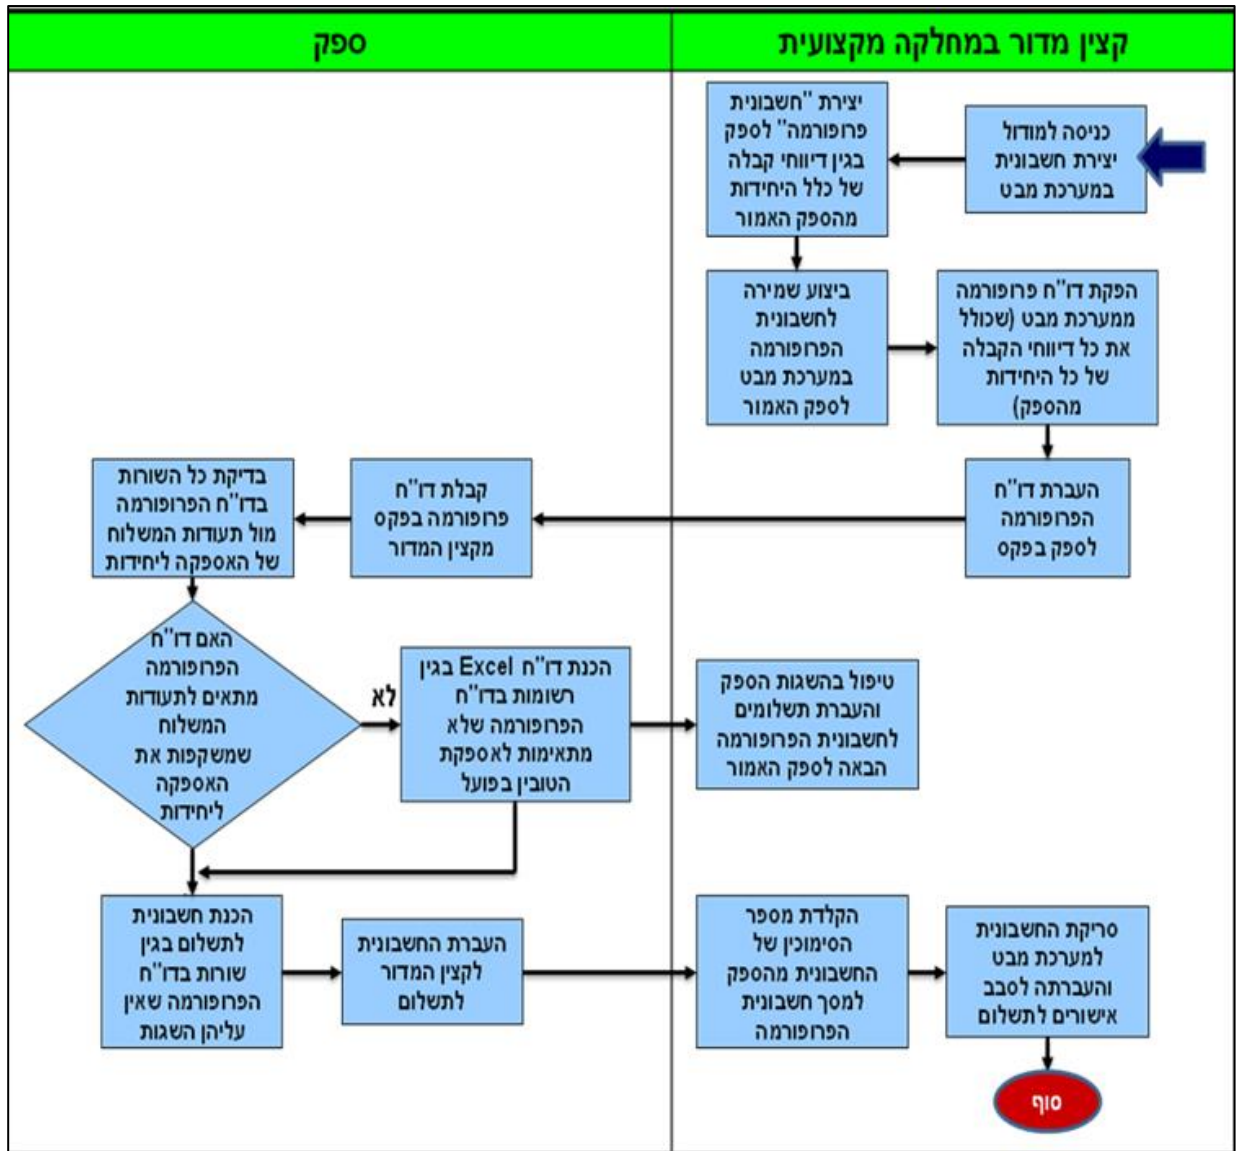 קצין מדור במחלקה מקצועית
ספק
כניסה למודול
יצירת חשבונית
במערכת מבט
יצירת "חשבונית
פרופורמה" לספק
בגין דיווחי קבלה
של כלל היחידות
מהספק האמור
ביצוע שמירה
לחשבונית
הפרופורמה
במערכת מבט
לספק האמור
הפקת דו"ח פרופורמה
ממערכת מבט (שכולל
את כל דיווחי הקבלה
של כל היחידות
מהספק)
העברת דו"ח
הפרופורמה
לספק בפקס
קבלת דו"ח
פרופורמה בפקס
מקצין המדור
בדיקת כל השורות
בדו"ח הפרופורמה
מול תעודות המשלוח
של האספקה ליחידות
האם דו"ח
הפרופורמה
מתאים לתעודות
המשלוח
שמשקפות את
האספקה
ליחידות
לא
הכנת דו"ח Excel בגין
רשומות בדו"ח
הפרופורמה שלא
מתאימות לאספקת
הטובין בפועל
טיפול בהשגות הספק
והעברת תשלומים
לחשבונית הפרופורמה
הבאה לספק האמור
הכנת חשבונית
לתשלום בגין
שורות בדו"ח
הפרופורמה שאין
עליהן השגות
העברת החשבונית
לקצין המדור
לתשלום
הקלדת מספר
הסימוכין של
החשבונית מהספק
למסך חשבונית
הפרופורמה
סריקת החשבונית
למערכת מבט
והעברתה לסבב
אישורים לתשלום
סוף